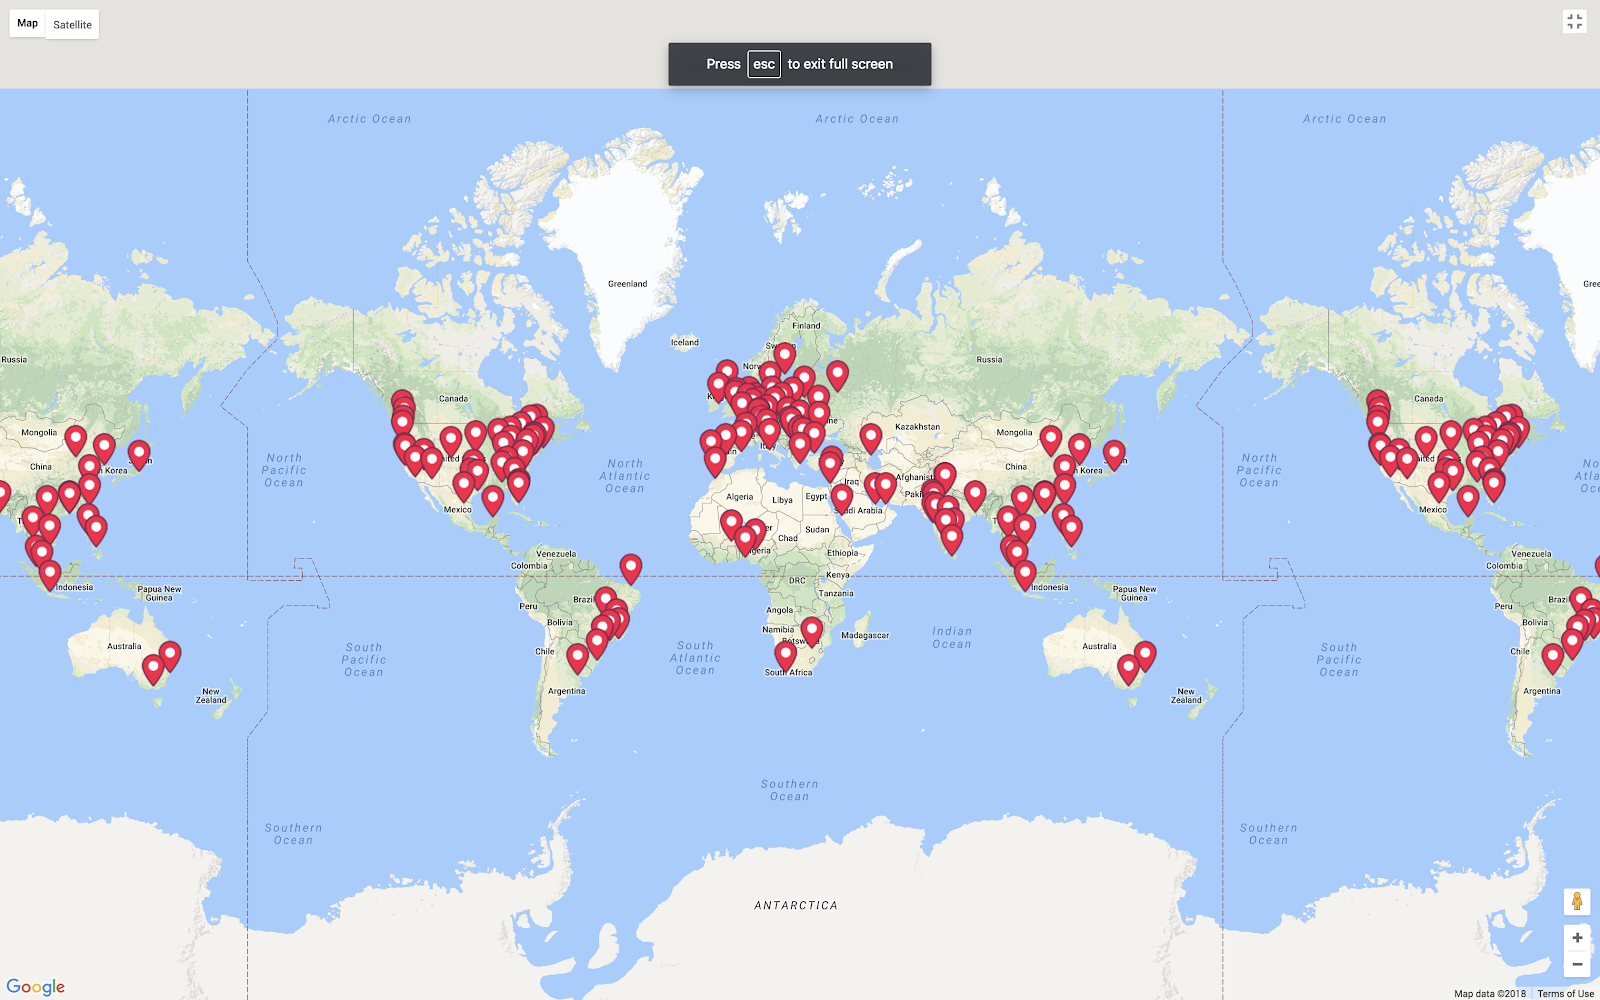 Map
Satellite
Press esc to exit full screen
Arctic Ocean
Arctic Ocean
Arctic Ocean
Greenland
Finland
Iceland
Russia
Russia
Canada
Canada
Kazakhstan
Mongolia
Mongolia
China
China
Afghanistan
North
Pacific
Ocean
North
Atlantic
Ocean
North
Pacific
Ocean
Mexico
Mexico
Algeria
Libya
Egypt
Chad
Sudan
Ethiopia
Venezuela
Colombia
Venezuela
Colombia
DRC
Kenya
Tanzania
Indonesia
Papua New
Guinea
Papua New
Guinea
Peru
Bolivia
Chile
Peru
Bolivia
Chile
Angola
Namibia
Madagascar
Indian
Ocean
Australia
Australia
South
Pacific
Ocean
South
Atlantic
Ocean
South
Pacific
Ocean
South Africa
Argentina
Argentina
New
Zealand
New
Zealand
Southern
Ocean
Southern
Ocean
Southern
Ocean
ANTARCTICA
Google
Map data ©2018
Terms of Use